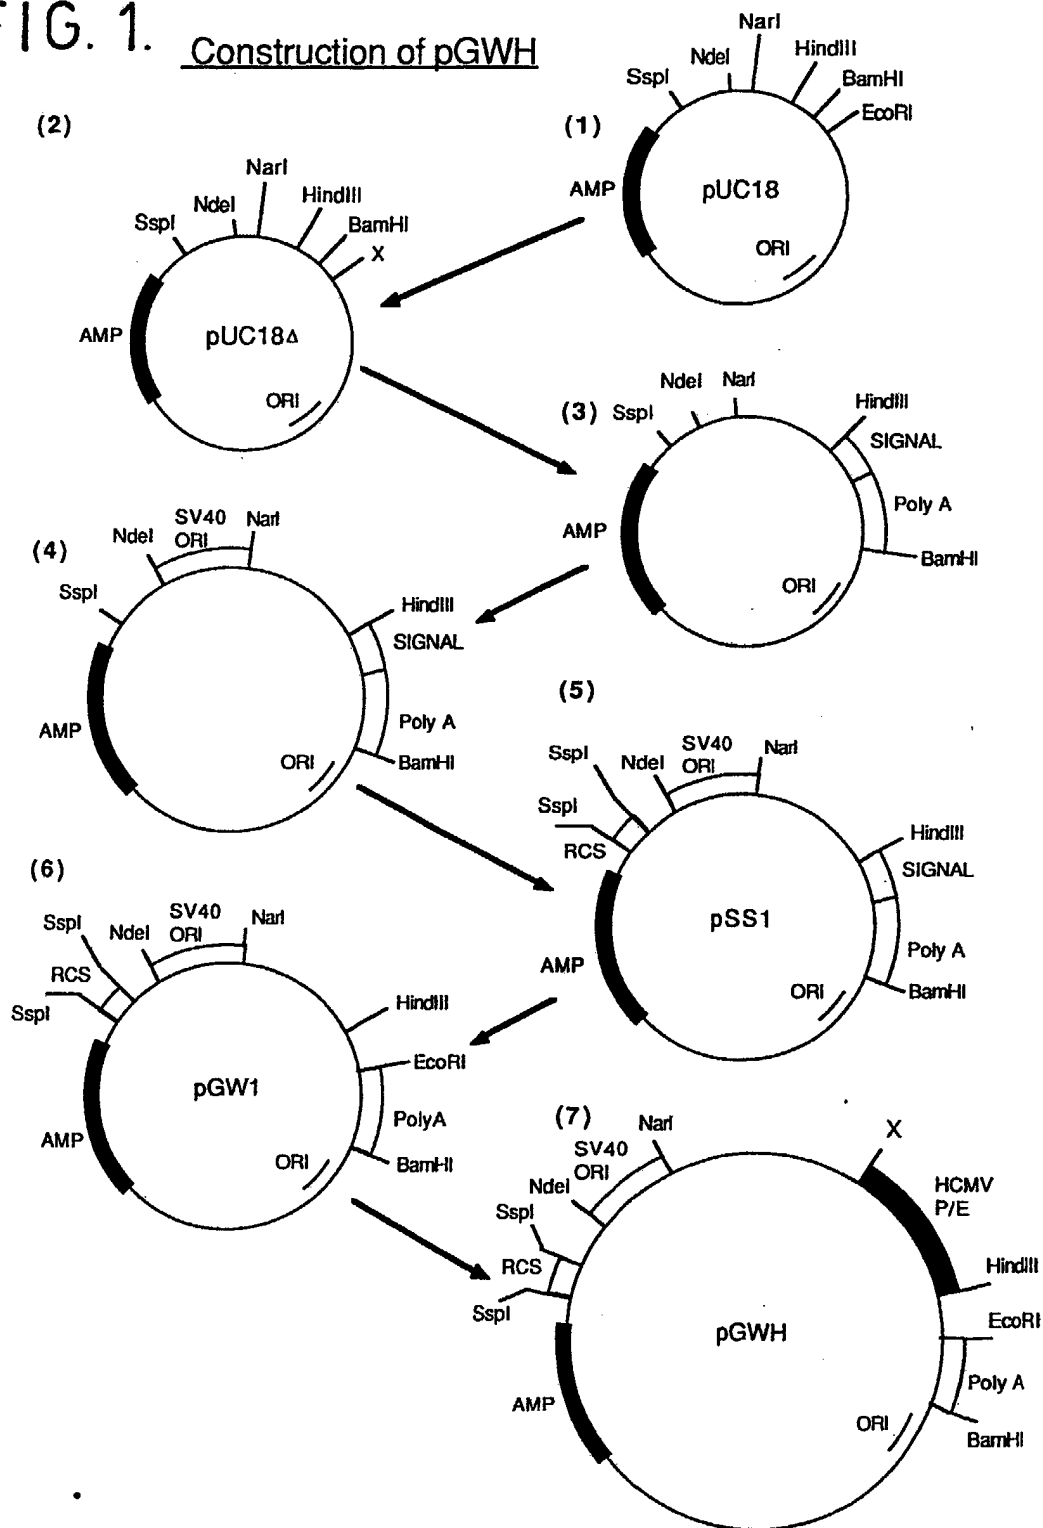 FIG. 1.
Construction of pGWH
(1)
SspI
NdeI
NarI
HindIII
BamHI
EcoRI
AMP
pUC18
ORI
(2)
SspI
NdeI
NarI
HindIII
BamHI
X
AMP
pUC18Δ
ORI
(3)
SspI
NdeI
NarI
HindIII
SIGNAL
Poly A
BamHI
AMP
ORI
(4)
SspI
NdeI
SV40
ORI
NarI
HindIII
SIGNAL
Poly A
BamHI
AMP
ORI
(5)
SspI
SspI
RCS
NdeI
SV40
ORI
NarI
HindIII
SIGNAL
Poly A
BamHI
AMP
pSS1
ORI
(6)
SspI
RCS
SspI
NdeI
SV40
ORI
NarI
HindIII
EcoRI
PolyA
BamHI
AMP
pGW1
ORI
(7)
SspI
RCS
SspI
NdeI
SV40
ORI
NarI
X
HCMV
P/E
HindIII
EcoRI
Poly A
BamHI
AMP
pGWH
ORI